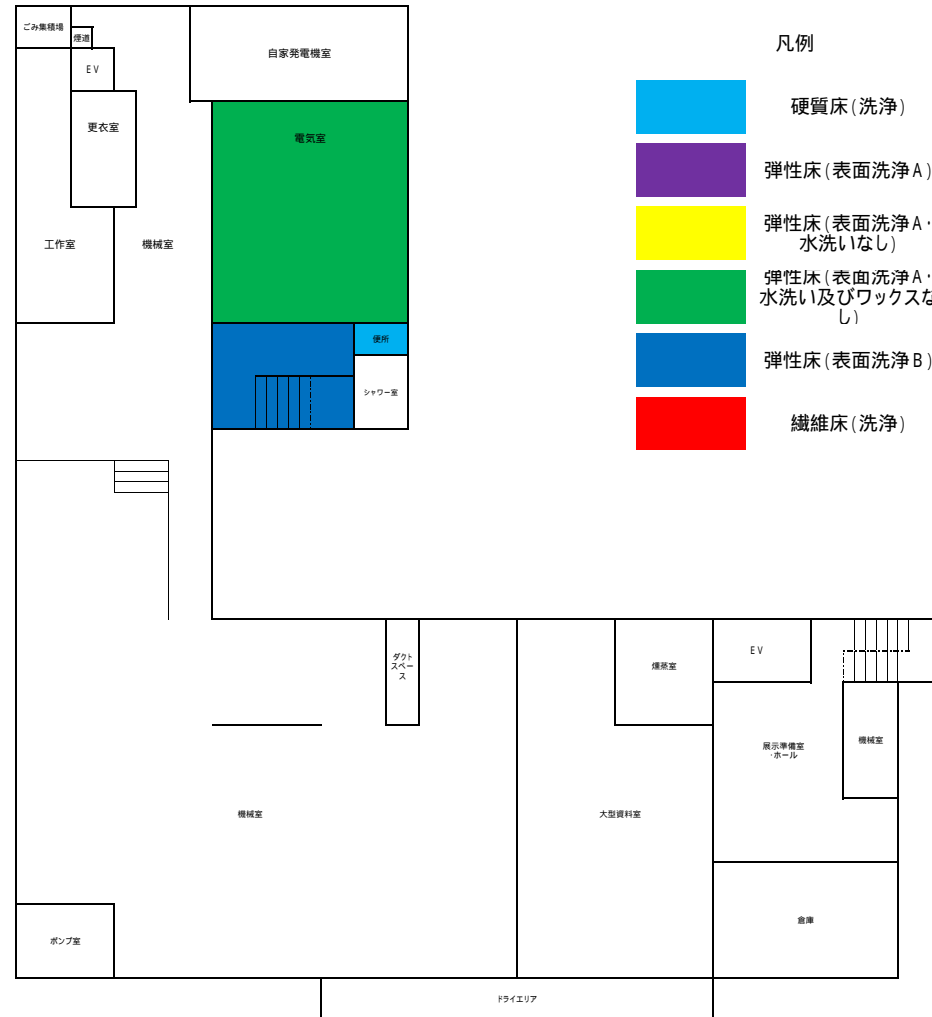 ごみ集積場
煙道
EV
更衣室
工作室
機械室
自家発電機室
電気室
便所
シャワー室
凡例
硬質床(洗浄)
弾性床(表面洗浄A)
弾性床(表面洗浄A・
水洗いなし)
弾性床(表面洗浄A・
水洗い及びワックスな
し)
弾性床(表面洗浄B)
繊維床(洗浄)
ダクト
スペー
ス
燻蒸室
EV
展示準備室
・ホール
機械室
機械室
大型資料室
倉庫
ポンプ室
ドライエリア